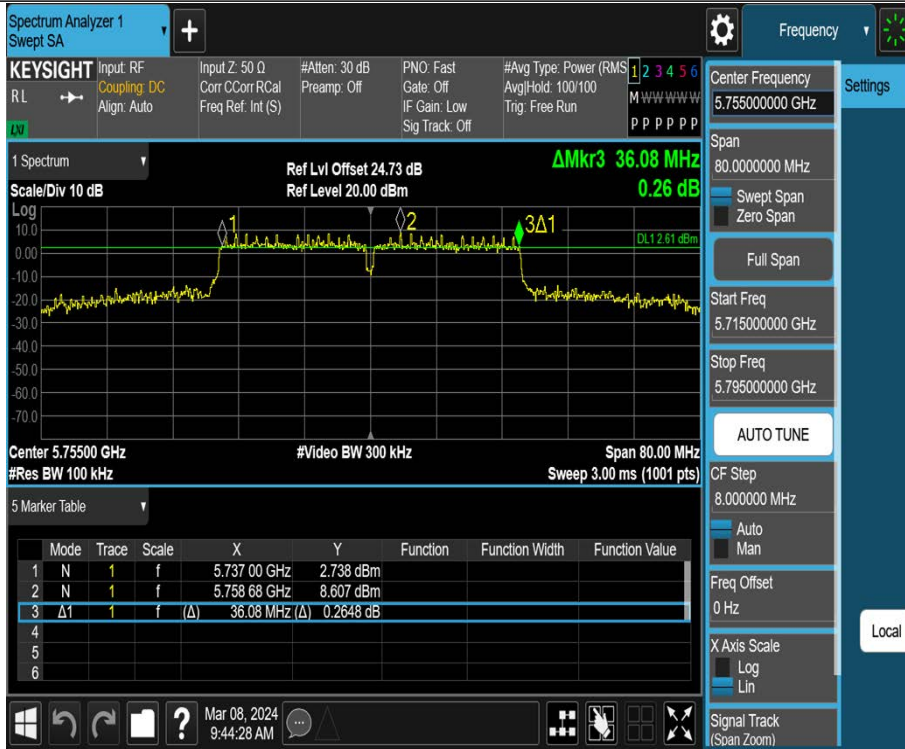 Spectrum Analyzer 1
Swept SA
+
Frequency
KEYSIGHT
RL
LXI
Input: RF
Coupling: DC
Align: Auto
Input Z: 50 Ω
Corr CCorr RCal
Freq Ref: Int (S)
#Atten: 30 dB
Preamp: Off
PNO: Fast
Gate: Off
IF Gain: Low
Sig Track: Off
#Avg Type: Power (RMS
Avg|Hold: 100/100
Trig: Free Run
1 2 3 4 5 6
M W W W W W
P P P P P P
Center Frequency
5.755000000 GHz
Settings
Span
80.0000000 MHz
Swept Span
Zero Span
Full Span
Start Freq
5.715000000 GHz
Stop Freq
5.795000000 GHz
AUTO TUNE
CF Step
8.000000 MHz
Auto
Man
Freq Offset
0 Hz
X Axis Scale
Log
Lin
Signal Track
(Span Zoom)
Local
1 Spectrum
Scale/Div 10 dB
Ref Lvl Offset 24.73 dB
Ref Level 20.00 dBm
ΔMkr3 36.08 MHz
0.26 dB
Log
10.0
0.00
-10.0
-20.0
-30.0
-40.0
-50.0
-60.0
-70.0
1
2
3Δ1
DL1 2.61 dBm
Center 5.75500 GHz
#Video BW 300 kHz
Span 80.00 MHz
#Res BW 100 kHz
Sweep 3.00 ms (1001 pts)
5 Marker Table
Mode Trace Scale X Y Function Function Width Function Value
1 N 1 f 5.737 00 GHz 2.738 dBm
2 N 1 f 5.758 68 GHz 8.607 dBm
3 Δ1 1 f (Δ) 36.08 MHz (Δ) 0.2648 dB
4
5
6
?
Mar 08, 2024
9:44:28 AM